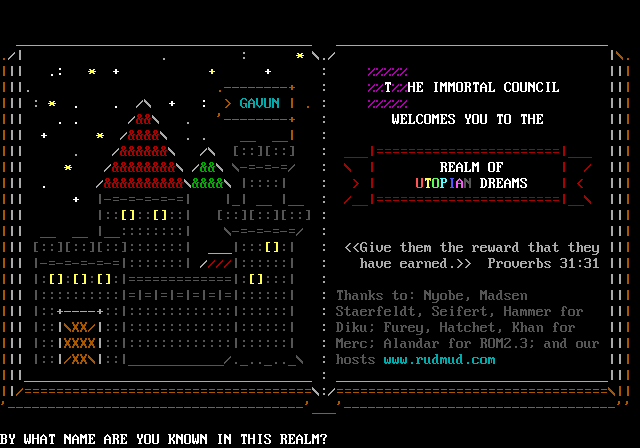 GAVUN
THE IMMORTAL COUNCIL
WELCOMES YOU TO THE
REALM OF
UTOPIAN DREAMS
<<Give them the reward that they
have earned.>> Proverbs 31:31
Thanks to: Nyobe, Madsen
Staerfeldt, Seifert, Hammer for
Diku; Furey, Hatchet, Khan for
Merc; Alandar for ROM2.3; and our
hosts www.rudmud.com
BY WHAT NAME ARE YOU KNOWN IN THIS REALM?